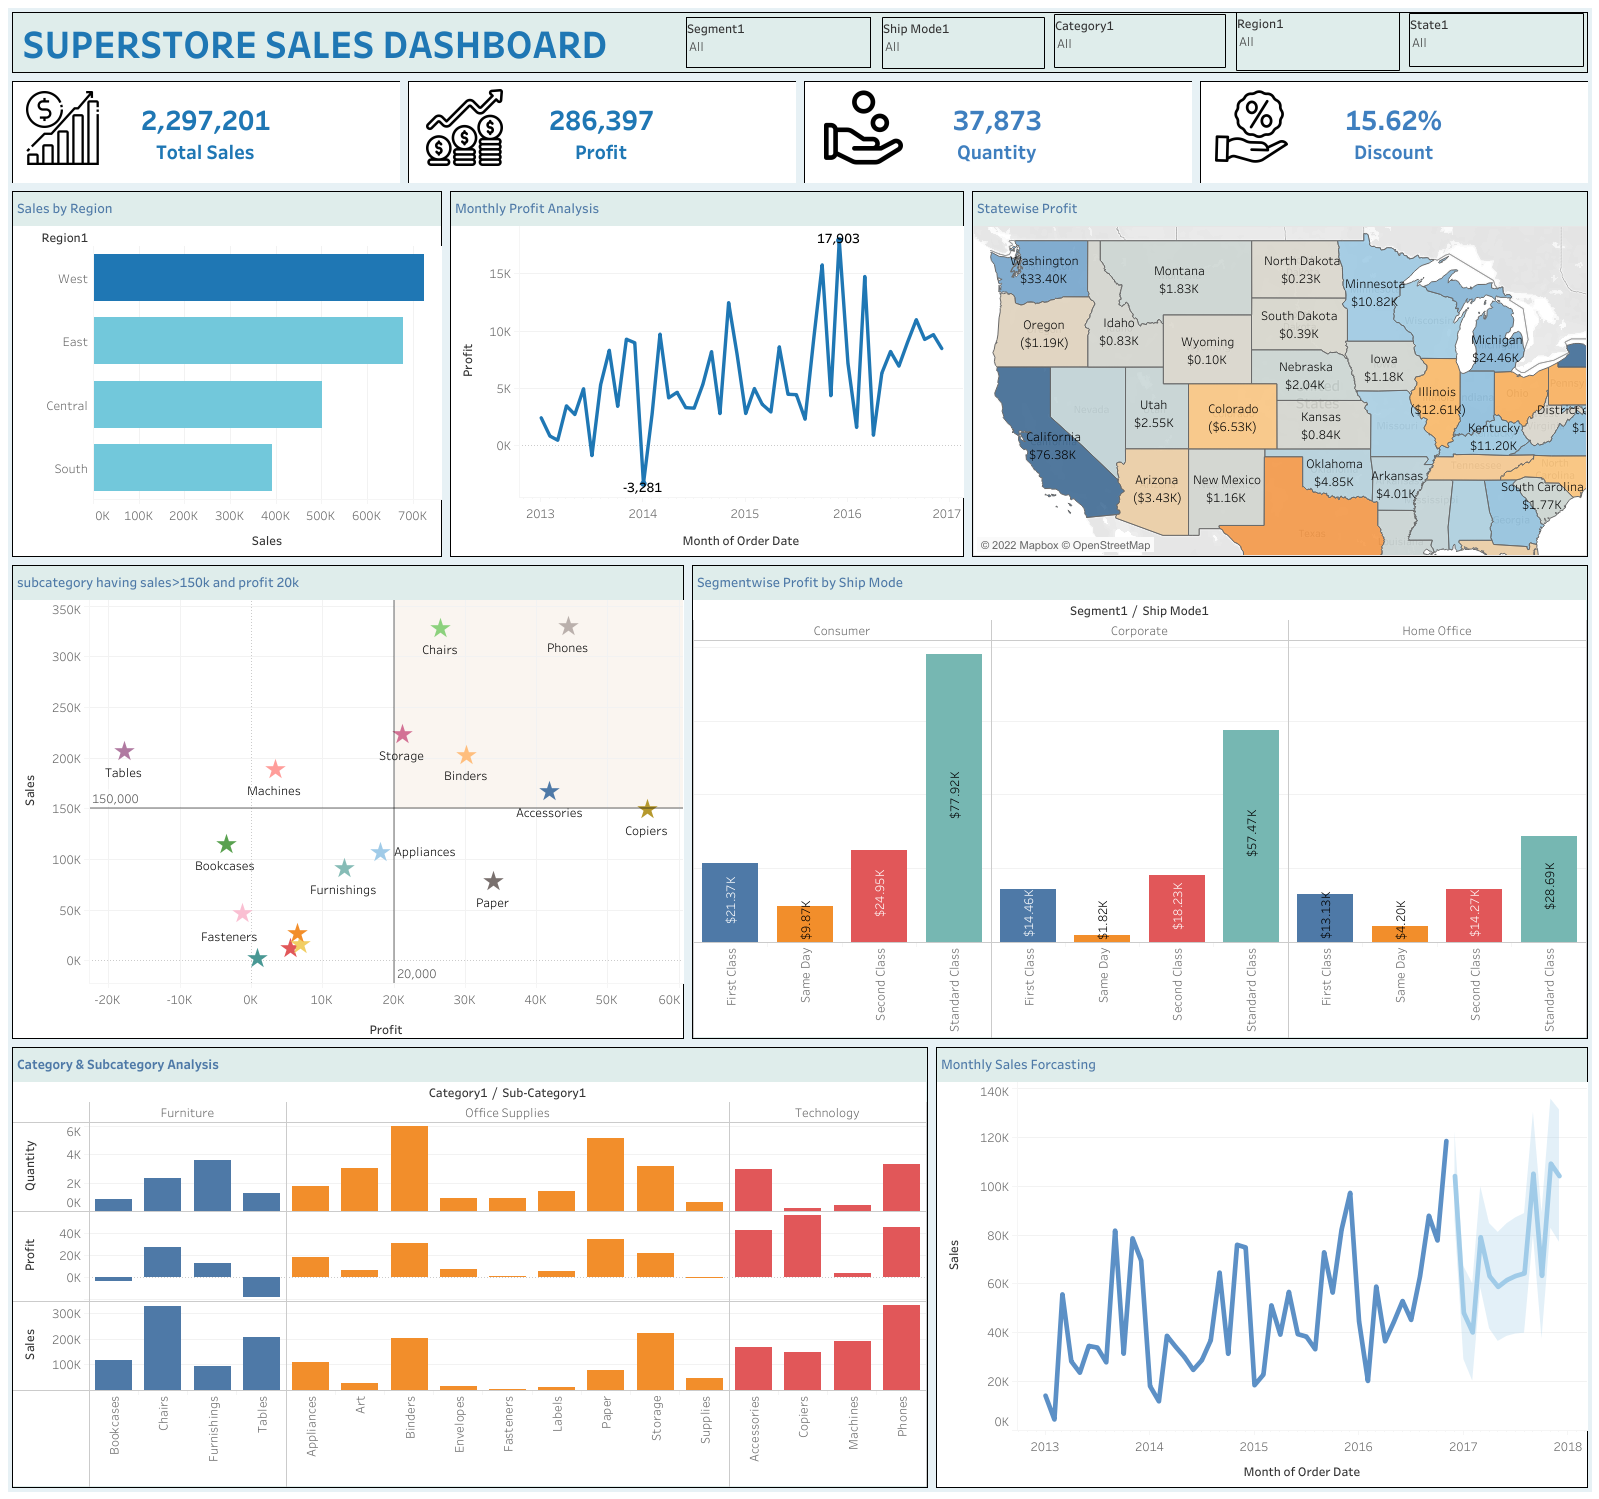 SUPERSTORE SALES DASHBOARD
Segment1
All
Ship Mode1
All
Category1
All
Region1
All
State1
All
2,297,201
Total Sales
286,397
Profit
37,873
Quantity
15.62%
Discount
Sales by Region
Region1
West
East
Central
South
0K 100K 200K 300K 400K 500K 600K 700K
Sales
Monthly Profit Analysis
17,903
15K
10K
5K
0K
-3,281
Profit
2013 2014 2015 2016 2017
Month of Order Date
Statewise Profit
Washington
$33.40K
Montana
$1.83K
North Dakota
$0.23K
Minnesota
$10.82K
Wisconsin
Oregon
($1.19K)
Idaho
$0.83K
South Dakota
$0.39K
Wyoming
$0.10K
Michigan
$24.46K
Iowa
$1.18K
Nebraska
$2.04K
States
Nevada
Utah
$2.55K
Colorado
($6.53K)
Kansas
$0.84K
Illinois
($12.61K)
Indiana
Ohio
Missouri
Kentucky
$11.20K
California
$76.38K
Arizona
($3.43K)
New Mexico
$1.16K
Oklahoma
$4.85K
Arkansas
$4.01K
Tennessee
South Carolina
$1.77K
Georgia
Texas
© 2022 Mapbox © OpenStreetMap
subcategory having sales>150k and profit 20k
350K
300K
250K
200K
150K
100K
50K
0K
Sales
Chairs
Phones
Storage
Tables
Machines
Binders
150,000
Accessories
Copiers
Bookcases
Appliances
Furnishings
Paper
Fasteners
20,000
-20K -10K 0K 10K 20K 30K 40K 50K 60K
Profit
Segmentwise Profit by Ship Mode
Segment1 / Ship Mode1
Consumer Corporate Home Office
$21.37K
$9.87K
$24.95K
$77.92K
$14.46K
$1.82K
$18.23K
$57.47K
$13.13K
$4.20K
$14.27K
$28.69K
First Class
Same Day
Second Class
Standard Class
First Class
Same Day
Second Class
Standard Class
First Class
Same Day
Second Class
Standard Class
Category & Subcategory Analysis
Category1 / Sub-Category1
Furniture Office Supplies Technology
Quantity
6K
4K
2K
0K
Profit
40K
20K
0K
Sales
300K
200K
100K
Bookcases
Chairs
Furnishings
Tables
Appliances
Art
Binders
Envelopes
Fasteners
Labels
Paper
Storage
Supplies
Accessories
Copiers
Machines
Phones
Monthly Sales Forcasting
140K
120K
100K
80K
60K
40K
20K
0K
Sales
2013 2014 2015 2016 2017 2018
Month of Order Date